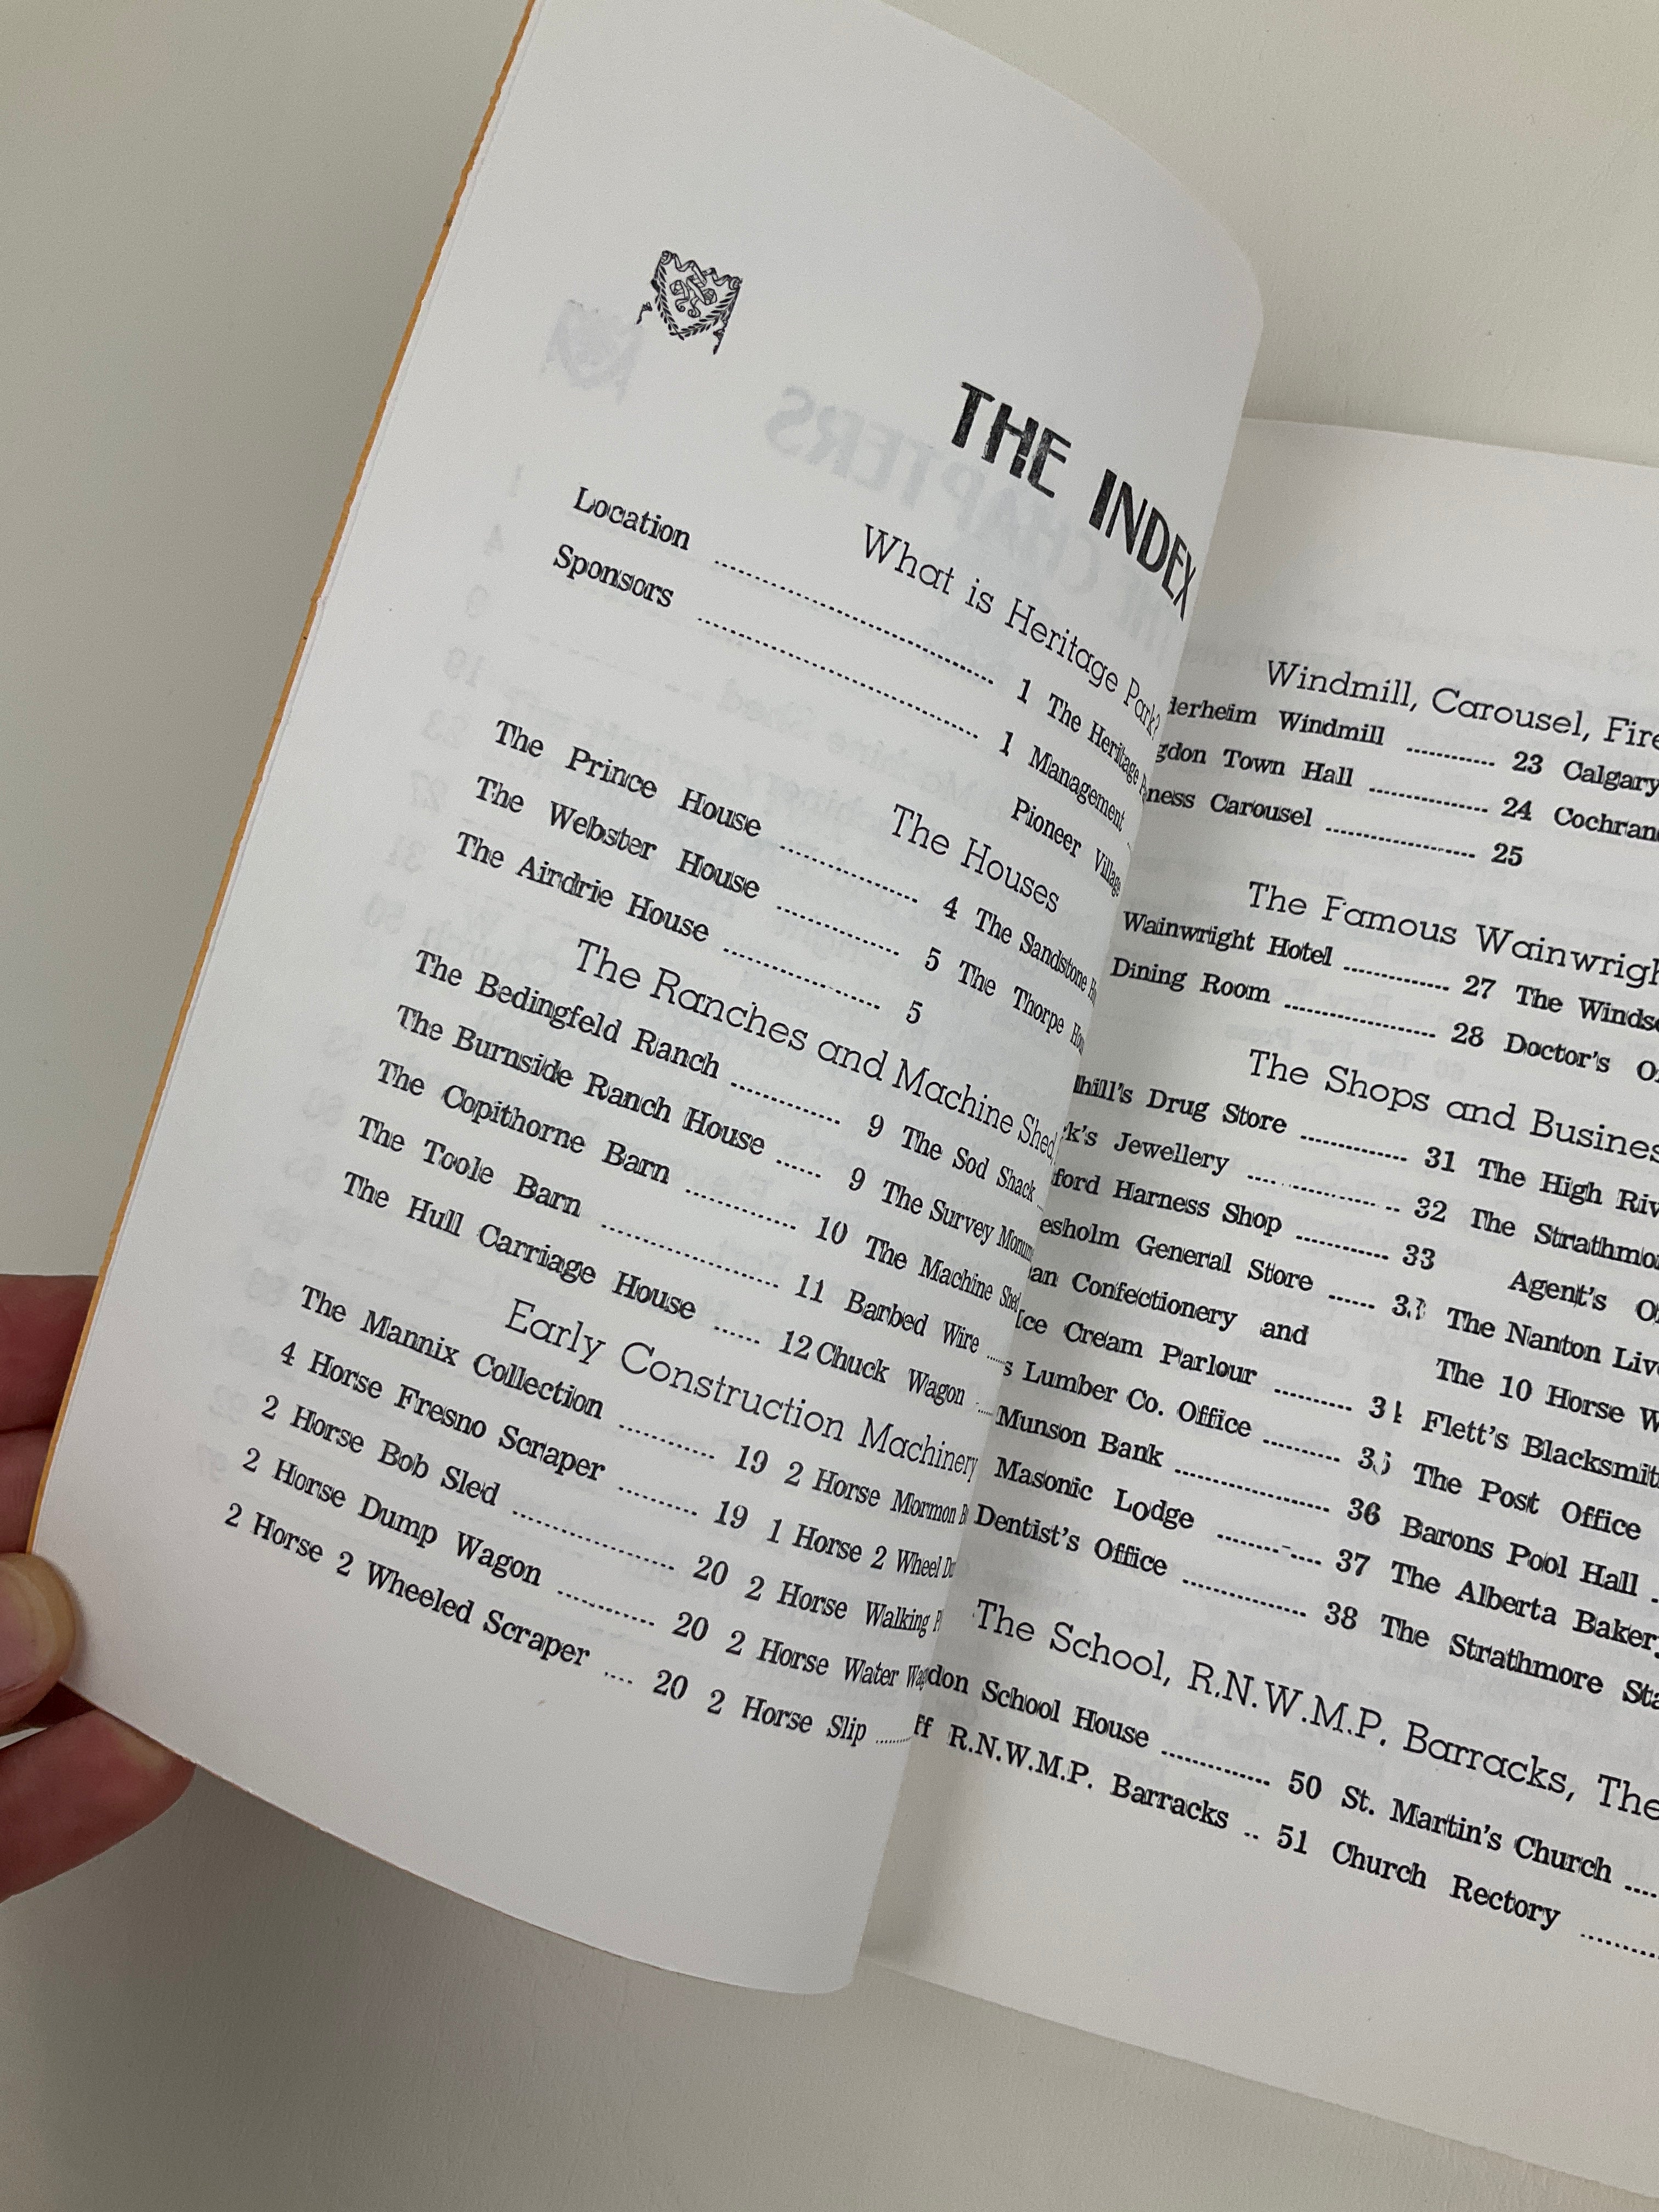 THE INDEX
What is Heritage Park?
Location 1 The Heritage
Sponsors 1 Management
Pioneer Village
The Houses
The Prince House 4 The Sandstone
The Webster House 5 The Thorpe
The Airdrie House 5
The Ranches and Machine Shed
The Bedingfeld Ranch 9 The Sod Shack
The Burnside Ranch House 9 The Survey
The Copithorne Barn 10 The Machine Shed
The Toole Barn 11 Barbed Wire
The Hull Carriage House 12 Chuck Wagon
Early Construction Machinery
The Mannix Collection 19 2 Horse Mormon
4 Horse Fresno Scraper 19 1 Horse 2 Wheel
2 Horse Bob Sled 20 2 Horse Walking
2 Horse Dump Wagon 20 2 Horse Water
2 Horse 2 Wheeled Scraper 20 2 Horse Slip
Windmill, Carousel,
Windmill 23 Calgary
Town Hall 24
Carousel 25
The Famous
Wainwright Hotel 27 The
Dining Room 28 Doctor's
The Shops and
Drug Store 31 The High
Jewellery 32 The
Harness Shop 33
Agent's
General Store The Nanton
Confectionery and
The 10 Horse
Ice Cream Parlour Flett's
Lumber Co. Office The Post Office
Munson Bank 36 Barons Pool Hall
Masonic Lodge 37 The Alberta
Dentist's Office 38 The Strathmore
The School, R.N.W.M.P. Barracks, The
School House 50 St. Martin's Church
R.N.W.M.P. Barracks 51 Church Rectory